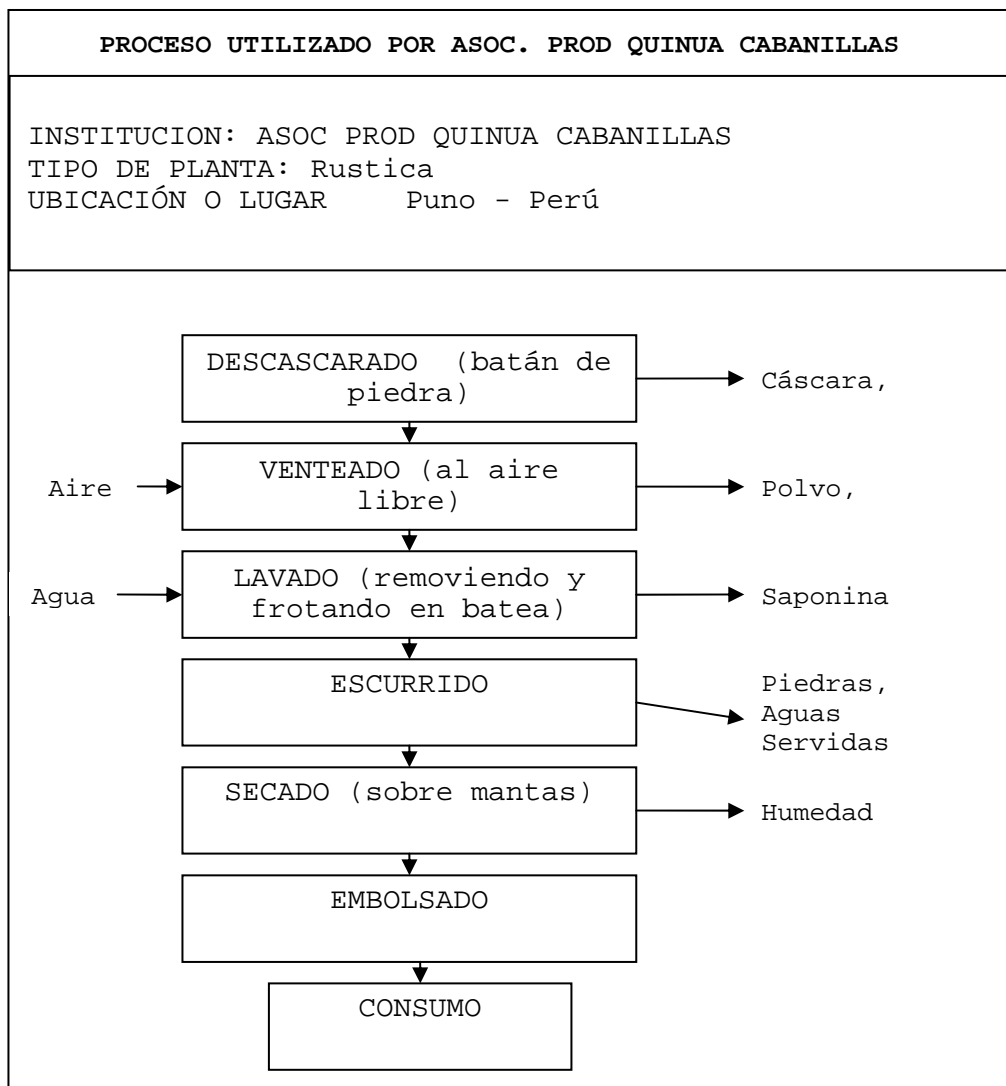 PROCESO UTILIZADO POR ASOC. PROD QUINUA CABANILLAS
INSTITUCION: ASOC PROD QUINUA CABANILLAS
TIPO DE PLANTA: Rustica
UBICACIÓN O LUGAR Puno - Perú
DESCASCARADO (batán de
piedra)
Cáscara,
Aire
VENTEADO (al aire
libre)
Polvo,
Agua
LAVADO (removiendo y
frotando en batea)
Saponina
ESCURRIDO
Piedras,
Aguas
Servidas
SECADO (sobre mantas)
Humedad
EMBOLSADO
CONSUMO